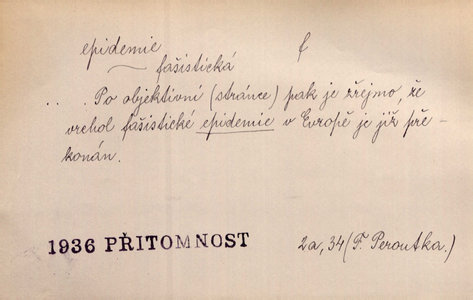 epidemie f
~ fašistická
.. Po objektivní (stránce) pak je zřejmo, že
vrchol fašistické epidemie v Evropě je již pře-
konán.
1936 PŘITOMNOST 2a, 34 (F. Peroutka.)